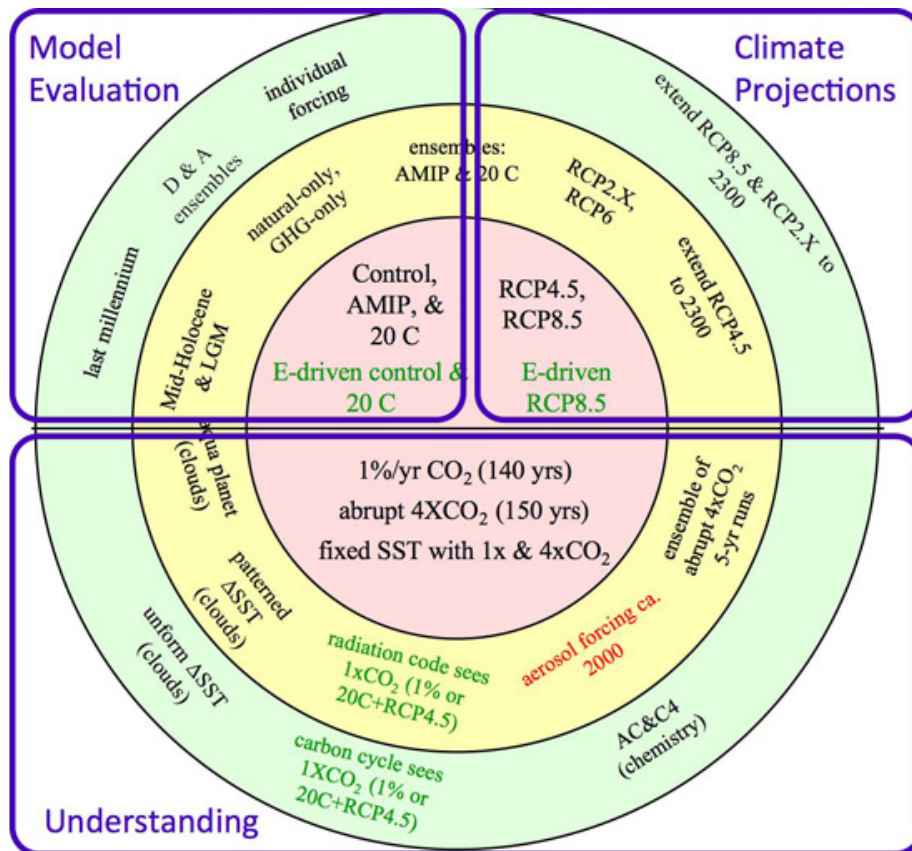 Model
Evaluation
Climate
Projections
individual
forcing
D & A
ensembles
last millennium
extend RCP8.5 & RCP2.X to
2300
ensembles:
AMIP & 20 C
natural-only,
GHG-only
Mid-Holocene
& LGM
RCP2.X,
RCP6
extend RCP4.5
to 2300
Control,
AMIP, &
20 C
E-driven control &
20 C
RCP4.5,
RCP8.5
E-driven
RCP8.5
1%/yr CO₂ (140 yrs)
abrupt 4XCO₂ (150 yrs)
fixed SST with 1x & 4xCO₂
aqua planet
(clouds)
patterned
ΔSST
(clouds)
unform ΔSST
(clouds)
radiation code sees
1xCO₂ (1% or
20C+RCP4.5)
carbon cycle sees
1XCO₂ (1% or
20C+RCP4.5)
aerosol forcing ca.
2000
ensemble of
abrupt 4xCO₂
5-yr runs
AC&C4
(chemistry)
Understanding